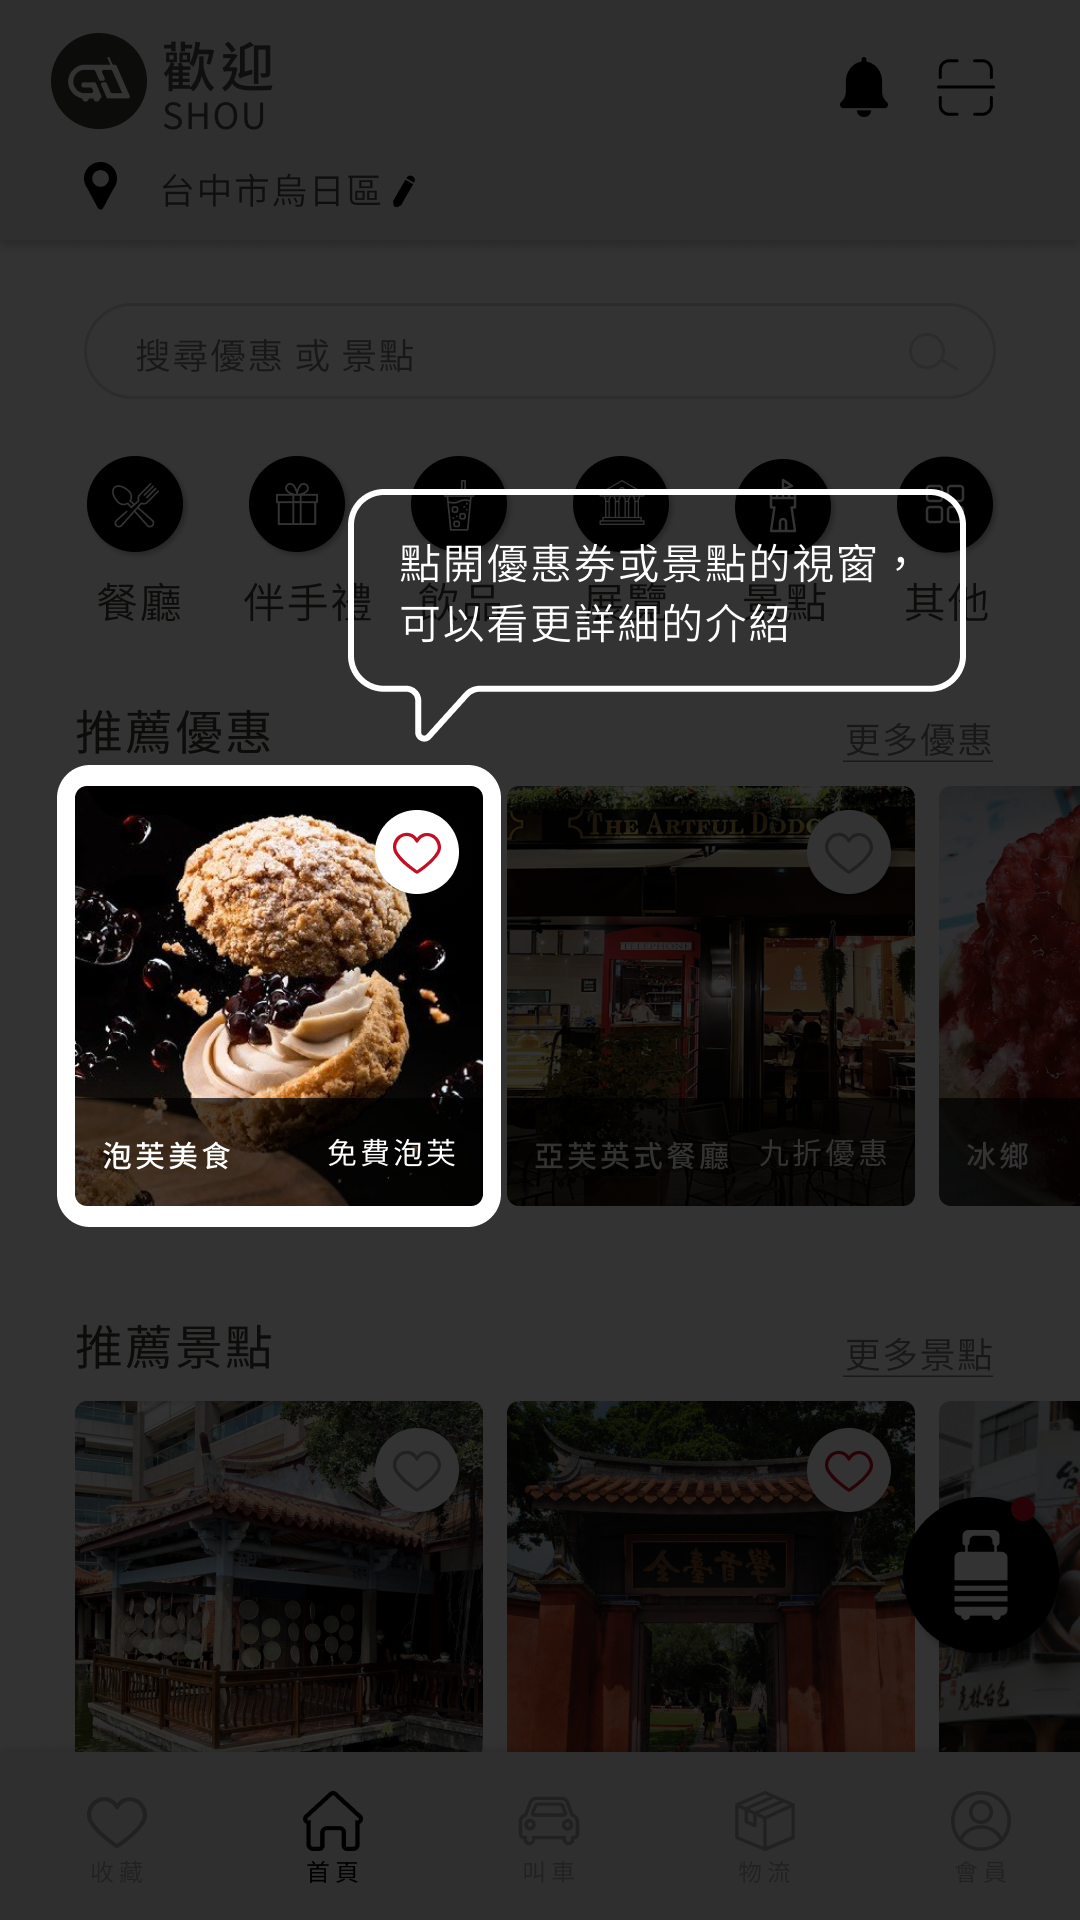 歡迎
SHOU
台中市烏日區
搜尋優惠 或 景點
餐廳
伴手禮
飲品
展覽
景點
其他
點開優惠券或景點的視窗，
可以看更詳細的介紹
推薦優惠
更多優惠
THE ARTFUL DODG
TELEPHONE
泡芙美食
免費泡芙
亞芙英式餐廳
九折優惠
冰鄉
推薦景點
更多景點
全臺首學
收藏
首頁
叫車
物流
會員